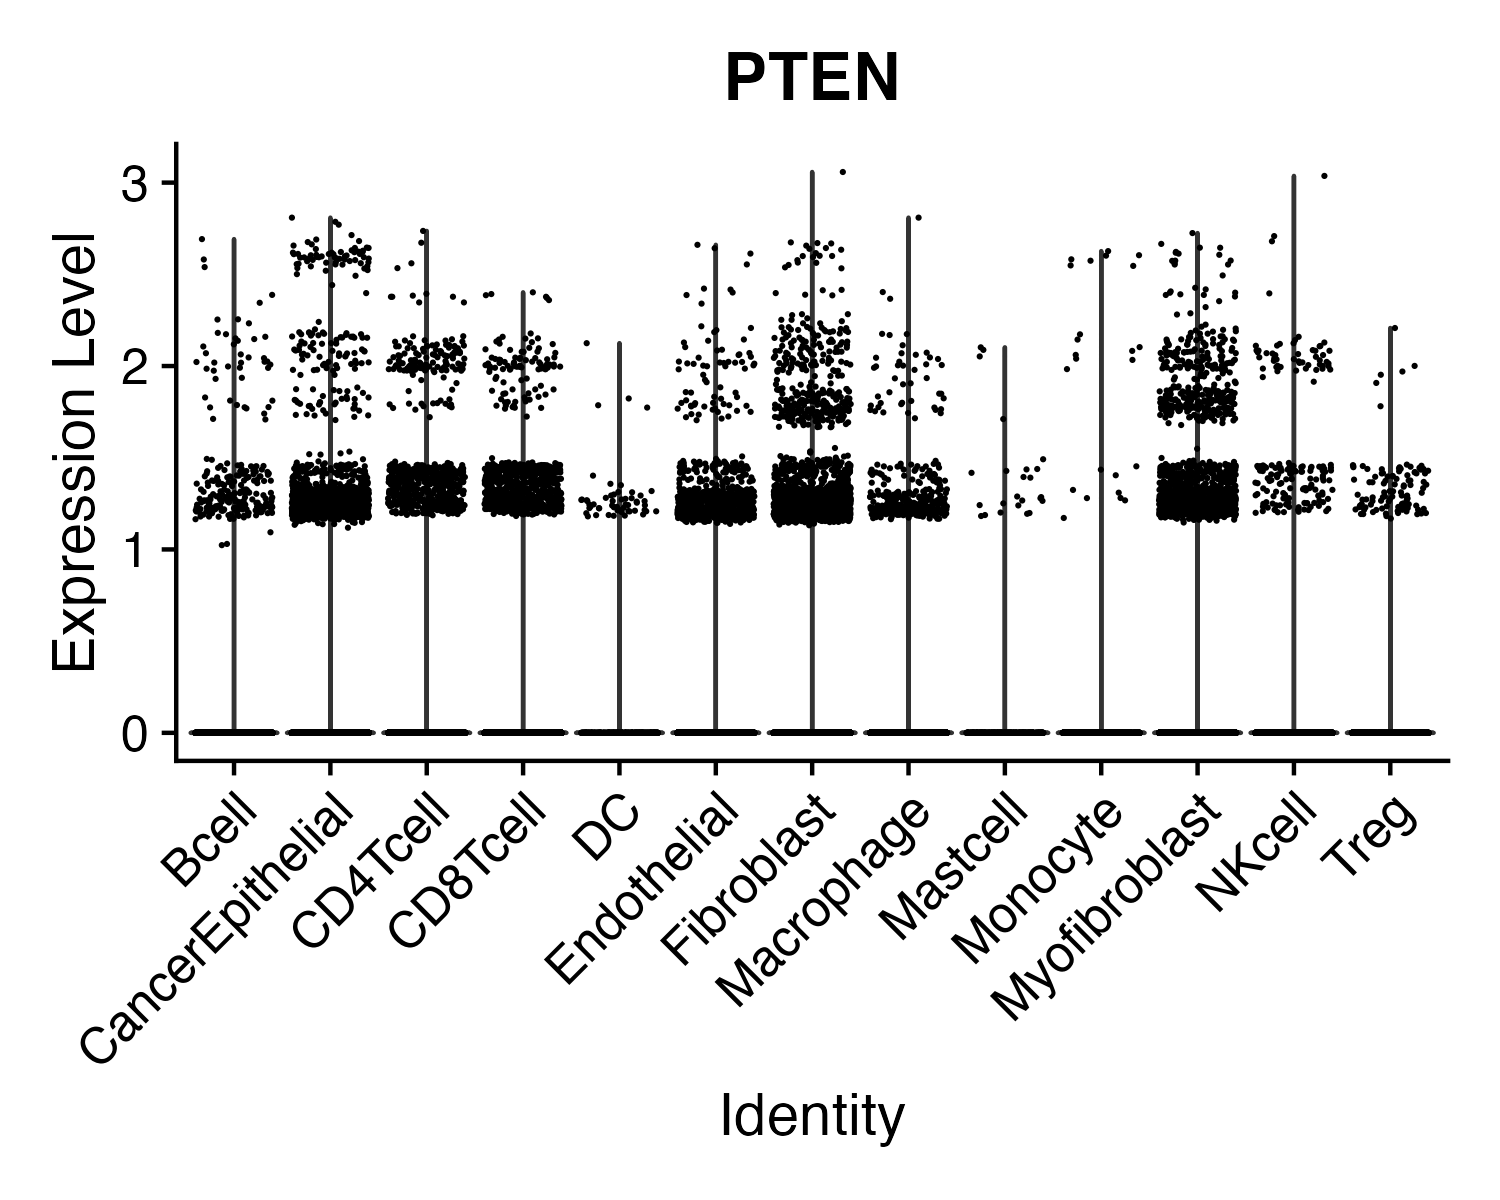 PTEN
Expression Level
3
2
1
0
Bcell
CancerEpithelial
CD4Tcell
CD8Tcell
DC
Endothelial
Fibroblast
Macrophage
Mastcell
Monocyte
Myofibroblast
NKcell
Treg
Identity